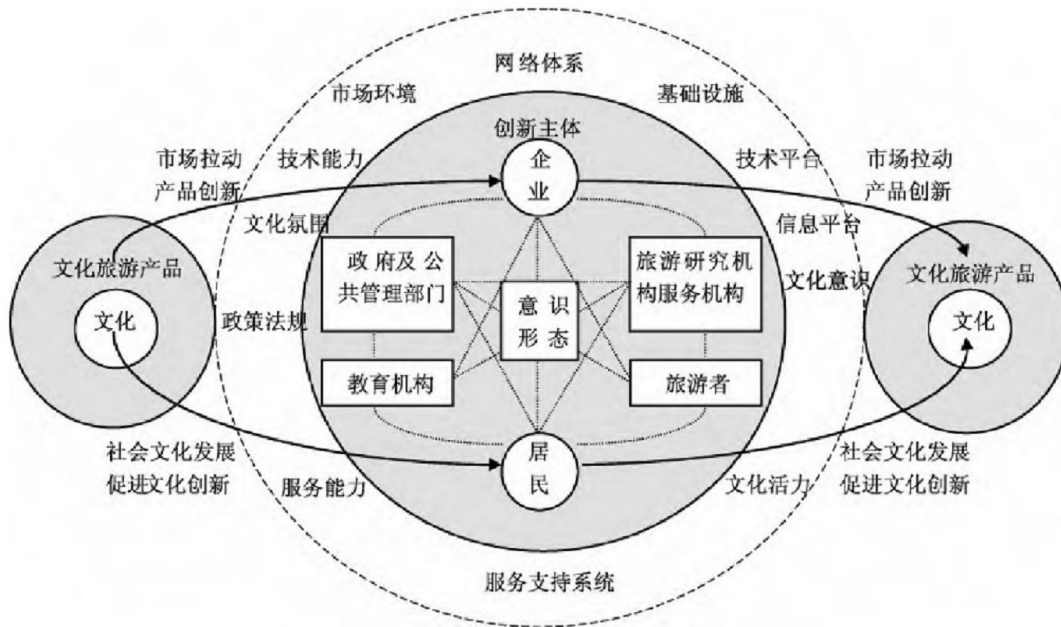 网络体系
市场环境
基础设施
创新主体
企
业
市场拉动
产品创新
技术能力
技术平台
市场拉动
产品创新
文化氛围
信息平台
文化旅游产品
文化
政府及公
共管理部门
意识
形态
旅游研究机
构服务机构
文化意识
文化旅游产品
文化
政策法规
教育机构
旅游者
社会文化发展
促进文化创新
服务能力
居
民
文化活力
社会文化发展
促进文化创新
服务支持系统